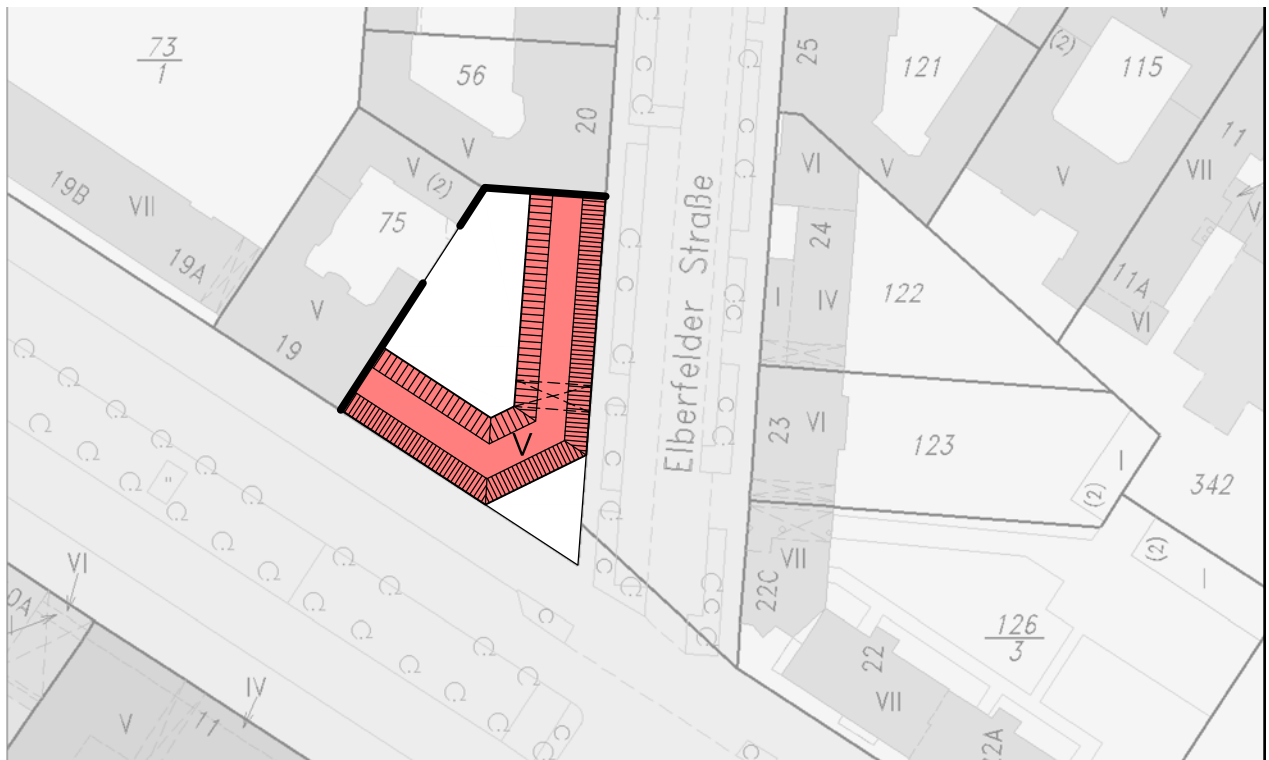 73
1
56
20
25
121
(2)
115
V
11
V
V (2)
VI
V
V
VII
19B
VII
75
24
V
19A
Elberfelder Straße
V
19
I
IV
122
11A
VI
23
VI
123
I
(2)
342
V
"
VII
(2)
I
VI
22C
0A
I
126
3
22
VII
IV
V
11
22A